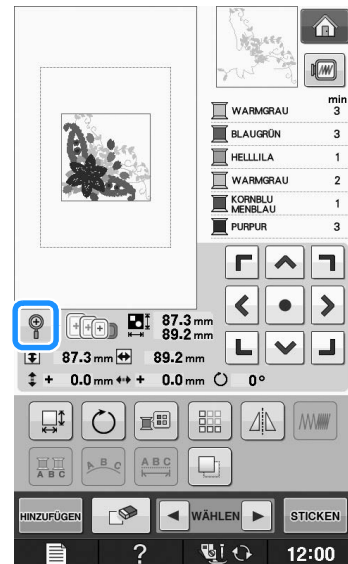 min
WARMGRAU 3
BLAUGRÜN 3
HELLLILA 1
WARMGRAU 2
KORNBLU
MENBLAU 1
PURPUR 3
87.3 mm
89.2 mm
87.3 mm 89.2 mm
+ 0.0 mm + 0.0 mm 0°
A B C
A B C
A B C
HINZUFÜGEN WÄHLEN STICKEN
? 12:00